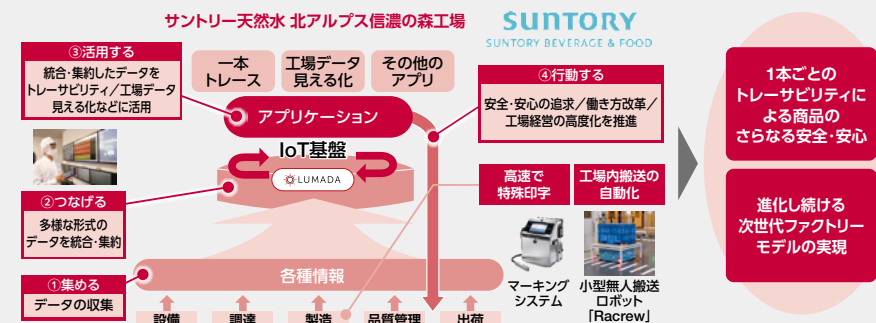 サントリー天然水 北アルプス信濃の森工場
SUNTORY
SUNTORY BEVERAGE & FOOD
③活用する
統合・集約したデータを
トレーサビリティ／工場データ
見える化などに活用
一本
トレース
工場データ
見える化
その他の
アプリ
アプリケーション
④行動する
安全・安心の追求／働き方改革／
工場経営の高度化を推進
IoT基盤
LUMADA
②つなげる
多様な形式の
データを統合・集約
①集める
データの収集
各種情報
設備
調達
製造
品質管理
出荷
高速で
特殊印字
工場内搬送の
自動化
マーキング
システム
小型無人搬送
ロボット
「Racrew」
1本ごとの
トレーサビリティに
よる商品の
さらなる安全・安心
進化し続ける
次世代ファクトリー
モデルの実現